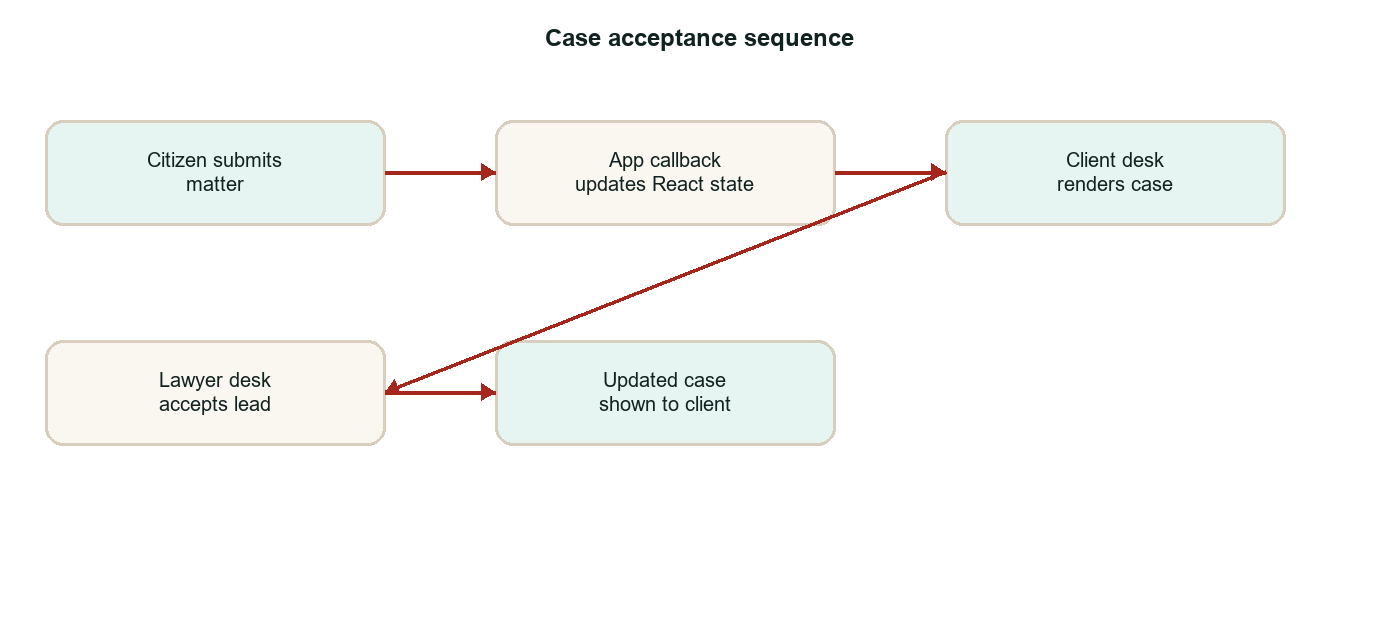 Case acceptance sequence
Citizen submits
matter
App callback
updates React state
Client desk
renders case
Lawyer desk
accepts lead
Updated case
shown to client